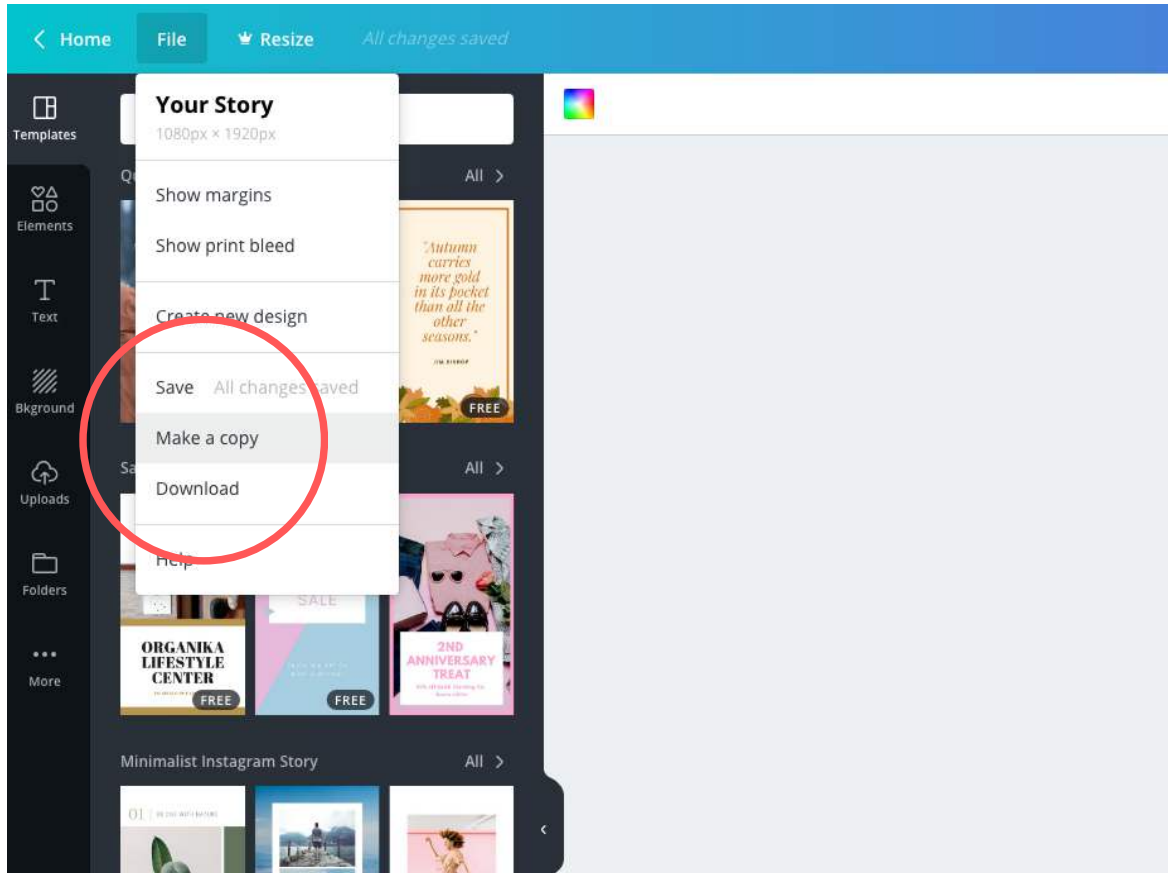 Home File Resize All changes saved
Your Story
1080px × 1920px
Show margins
Show print bleed
Create new design
Save All changes saved
Make a copy
Download
Help
Templates
Elements
Text
Bkground
Uploads
Folders
More
All
"Autumn
carries
more gold
in its pocket
than all the
other
seasons."
JIM BISHOP
FREE
All
ORGANIKA
LIFESTYLE
CENTER
FREE
SALE
FREE
2ND
ANNIVERSARY
TREAT
Minimalist Instagram Story All
01